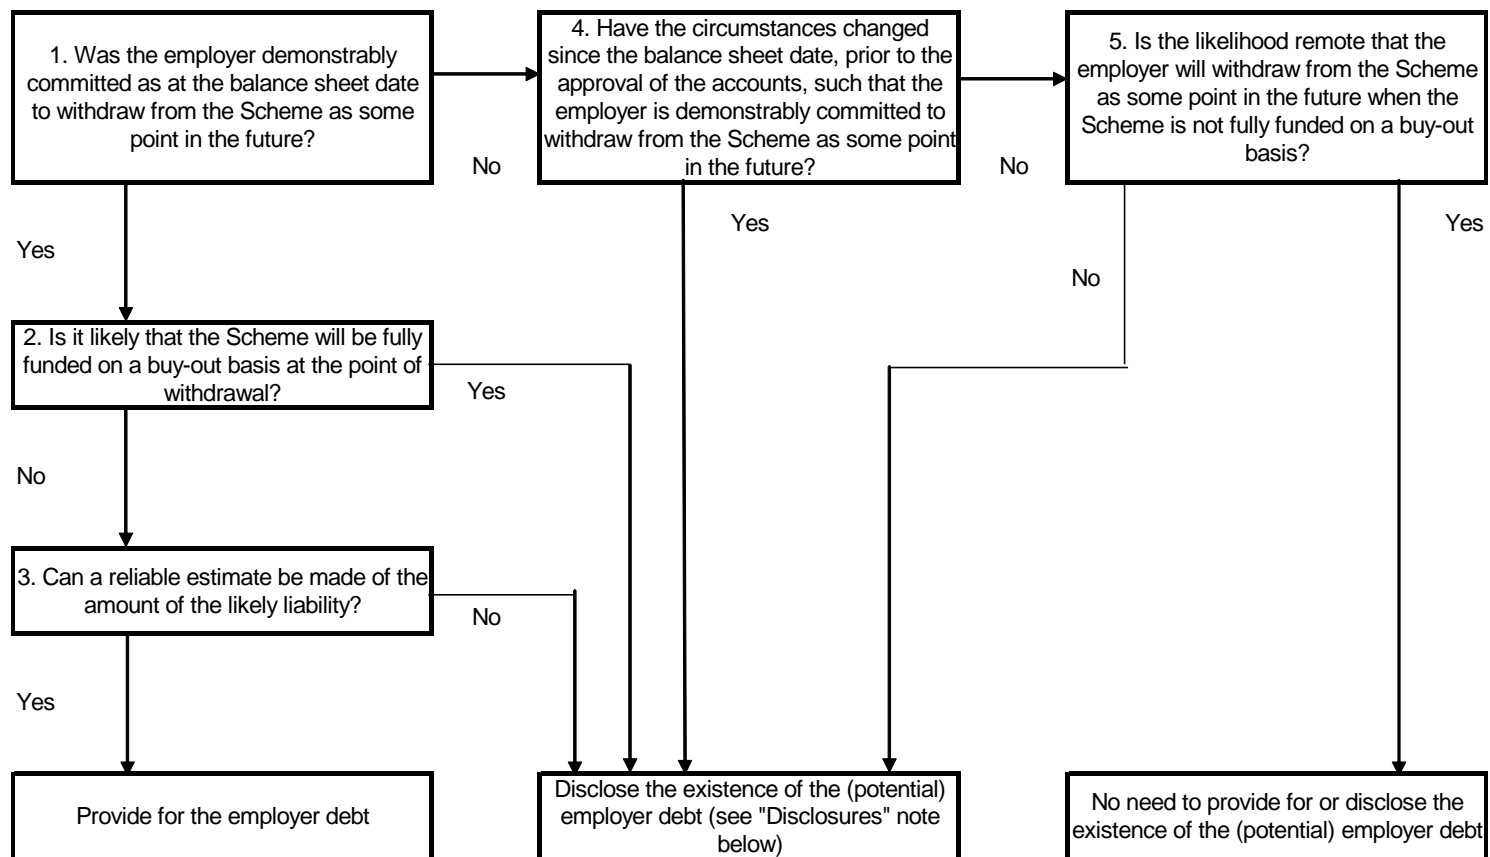 1. Was the employer demonstrably
committed as at the balance sheet date
to withdraw from the Scheme as some
point in the future?
No
4. Have the circumstances changed
since the balance sheet date, prior to the
approval of the accounts, such that the
employer is demonstrably committed to
withdraw from the Scheme as some point
in the future?
No
5. Is the likelihood remote that the
employer will withdraw from the Scheme
as some point in the future when the
Scheme is not fully funded on a buy-out
basis?
Yes
Yes
No
Yes
2. Is it likely that the Scheme will be fully
funded on a buy-out basis at the point of
withdrawal?
Yes
No
3. Can a reliable estimate be made of the
amount of the likely liability?
No
Yes
Provide for the employer debt
Disclose the existence of the (potential)
employer debt (see "Disclosures" note
below)
No need to provide for or disclose the
existence of the (potential) employer debt